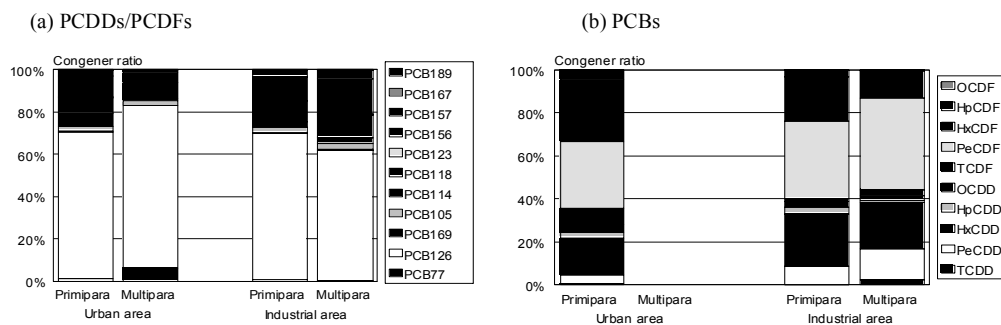 (a) PCDDs/PCDFs
Congener ratio
100%
80%
60%
40%
20%
0%
Primipara Multipara Primipara Multipara
Urban area Industrial area
PCB189
PCB167
PCB157
PCB156
PCB123
PCB118
PCB114
PCB105
PCB169
PCB126
PCB77
(b) PCBs
Congener ratio
100%
80%
60%
40%
20%
0%
Primipara Multipara Primipara Multipara
Urban area Industrial area
OCDF
HpCDF
HxCDF
PeCDF
TCDF
OCDD
HpCDD
HxCDD
PeCDD
TCDD